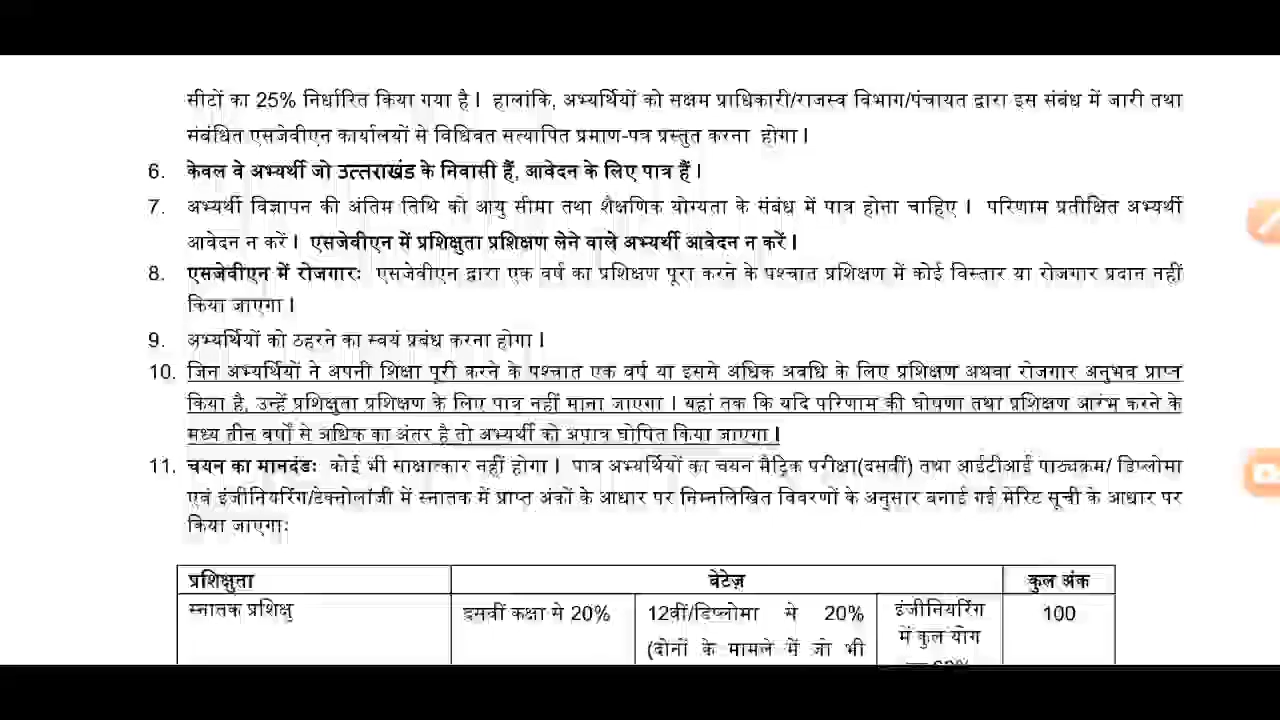 सीटों का 25% निर्धारित किया गया है । हालांकि, अभ्यर्थियों को सक्षम प्राधिकारी/राजस्व विभाग/पंचायत द्वारा इस संबंध में जारी तथा
संबंधित एसजेवीएन कार्यालयों से विधिवत सत्यापित प्रमाण-पत्र प्रस्तुत करना होगा ।
6. केवल वे अभ्यर्थी जो उत्तराखंड के निवासी हैं, आवेदन के लिए पात्र हैं ।
7. अभ्यर्थी विज्ञापन की अंतिम तिथि को आयु सीमा तथा शैक्षणिक योग्यता के संबंध में पात्र होना चाहिए । परिणाम प्रतीक्षित अभ्यर्थी
आवेदन न करें । एसजेवीएन में प्रशिक्षुता प्रशिक्षण लेने वाले अभ्यर्थी आवेदन न करें ।
8. एसजेवीएन में रोजगारः एसजेवीएन द्वारा एक वर्ष का प्रशिक्षण पूरा करने के पश्चात प्रशिक्षण में कोई विस्तार या रोजगार प्रदान नहीं
किया जाएगा ।
9. अभ्यर्थियों को ठहरने का स्वयं प्रबंध करना होगा ।
10. जिन अभ्यर्थियों ने अपनी शिक्षा पूरी करने के पश्चात एक वर्ष या इससे अधिक अवधि के लिए प्रशिक्षण अथवा रोजगार अनुभव प्राप्त
किया है, उन्हें प्रशिक्षुता प्रशिक्षण के लिए पात्र नहीं माना जाएगा । यहां तक कि यदि परिणाम की घोषणा तथा प्रशिक्षण आरंभ करने के
मध्य तीन वर्षों से अधिक का अंतर है तो अभ्यर्थी को अपात्र घोषित किया जाएगा ।
11. चयन का मानदंडः कोई भी साक्षात्कार नहीं होगा । पात्र अभ्यर्थियों का चयन मैट्रिक परीक्षा(दसवीं) तथा आईटीआई पाठ्यक्रम/ डिप्लोमा
एवं इंजीनियरिंग/टेक्नोलॉजी में स्नातक में प्राप्त अंकों के आधार पर निम्नलिखित विवरणों के अनुसार बनाई गई मेरिट सूची के आधार पर
किया जाएगाः
प्रशिक्षुता वेटेज़ कुल अंक
स्नातक प्रशिक्षु दसवीं कक्षा से 20% 12वीं/डिप्लोमा से 20% इंजीनियरिंग 100
में कुल योग
(दोनों के मामले में जो भी